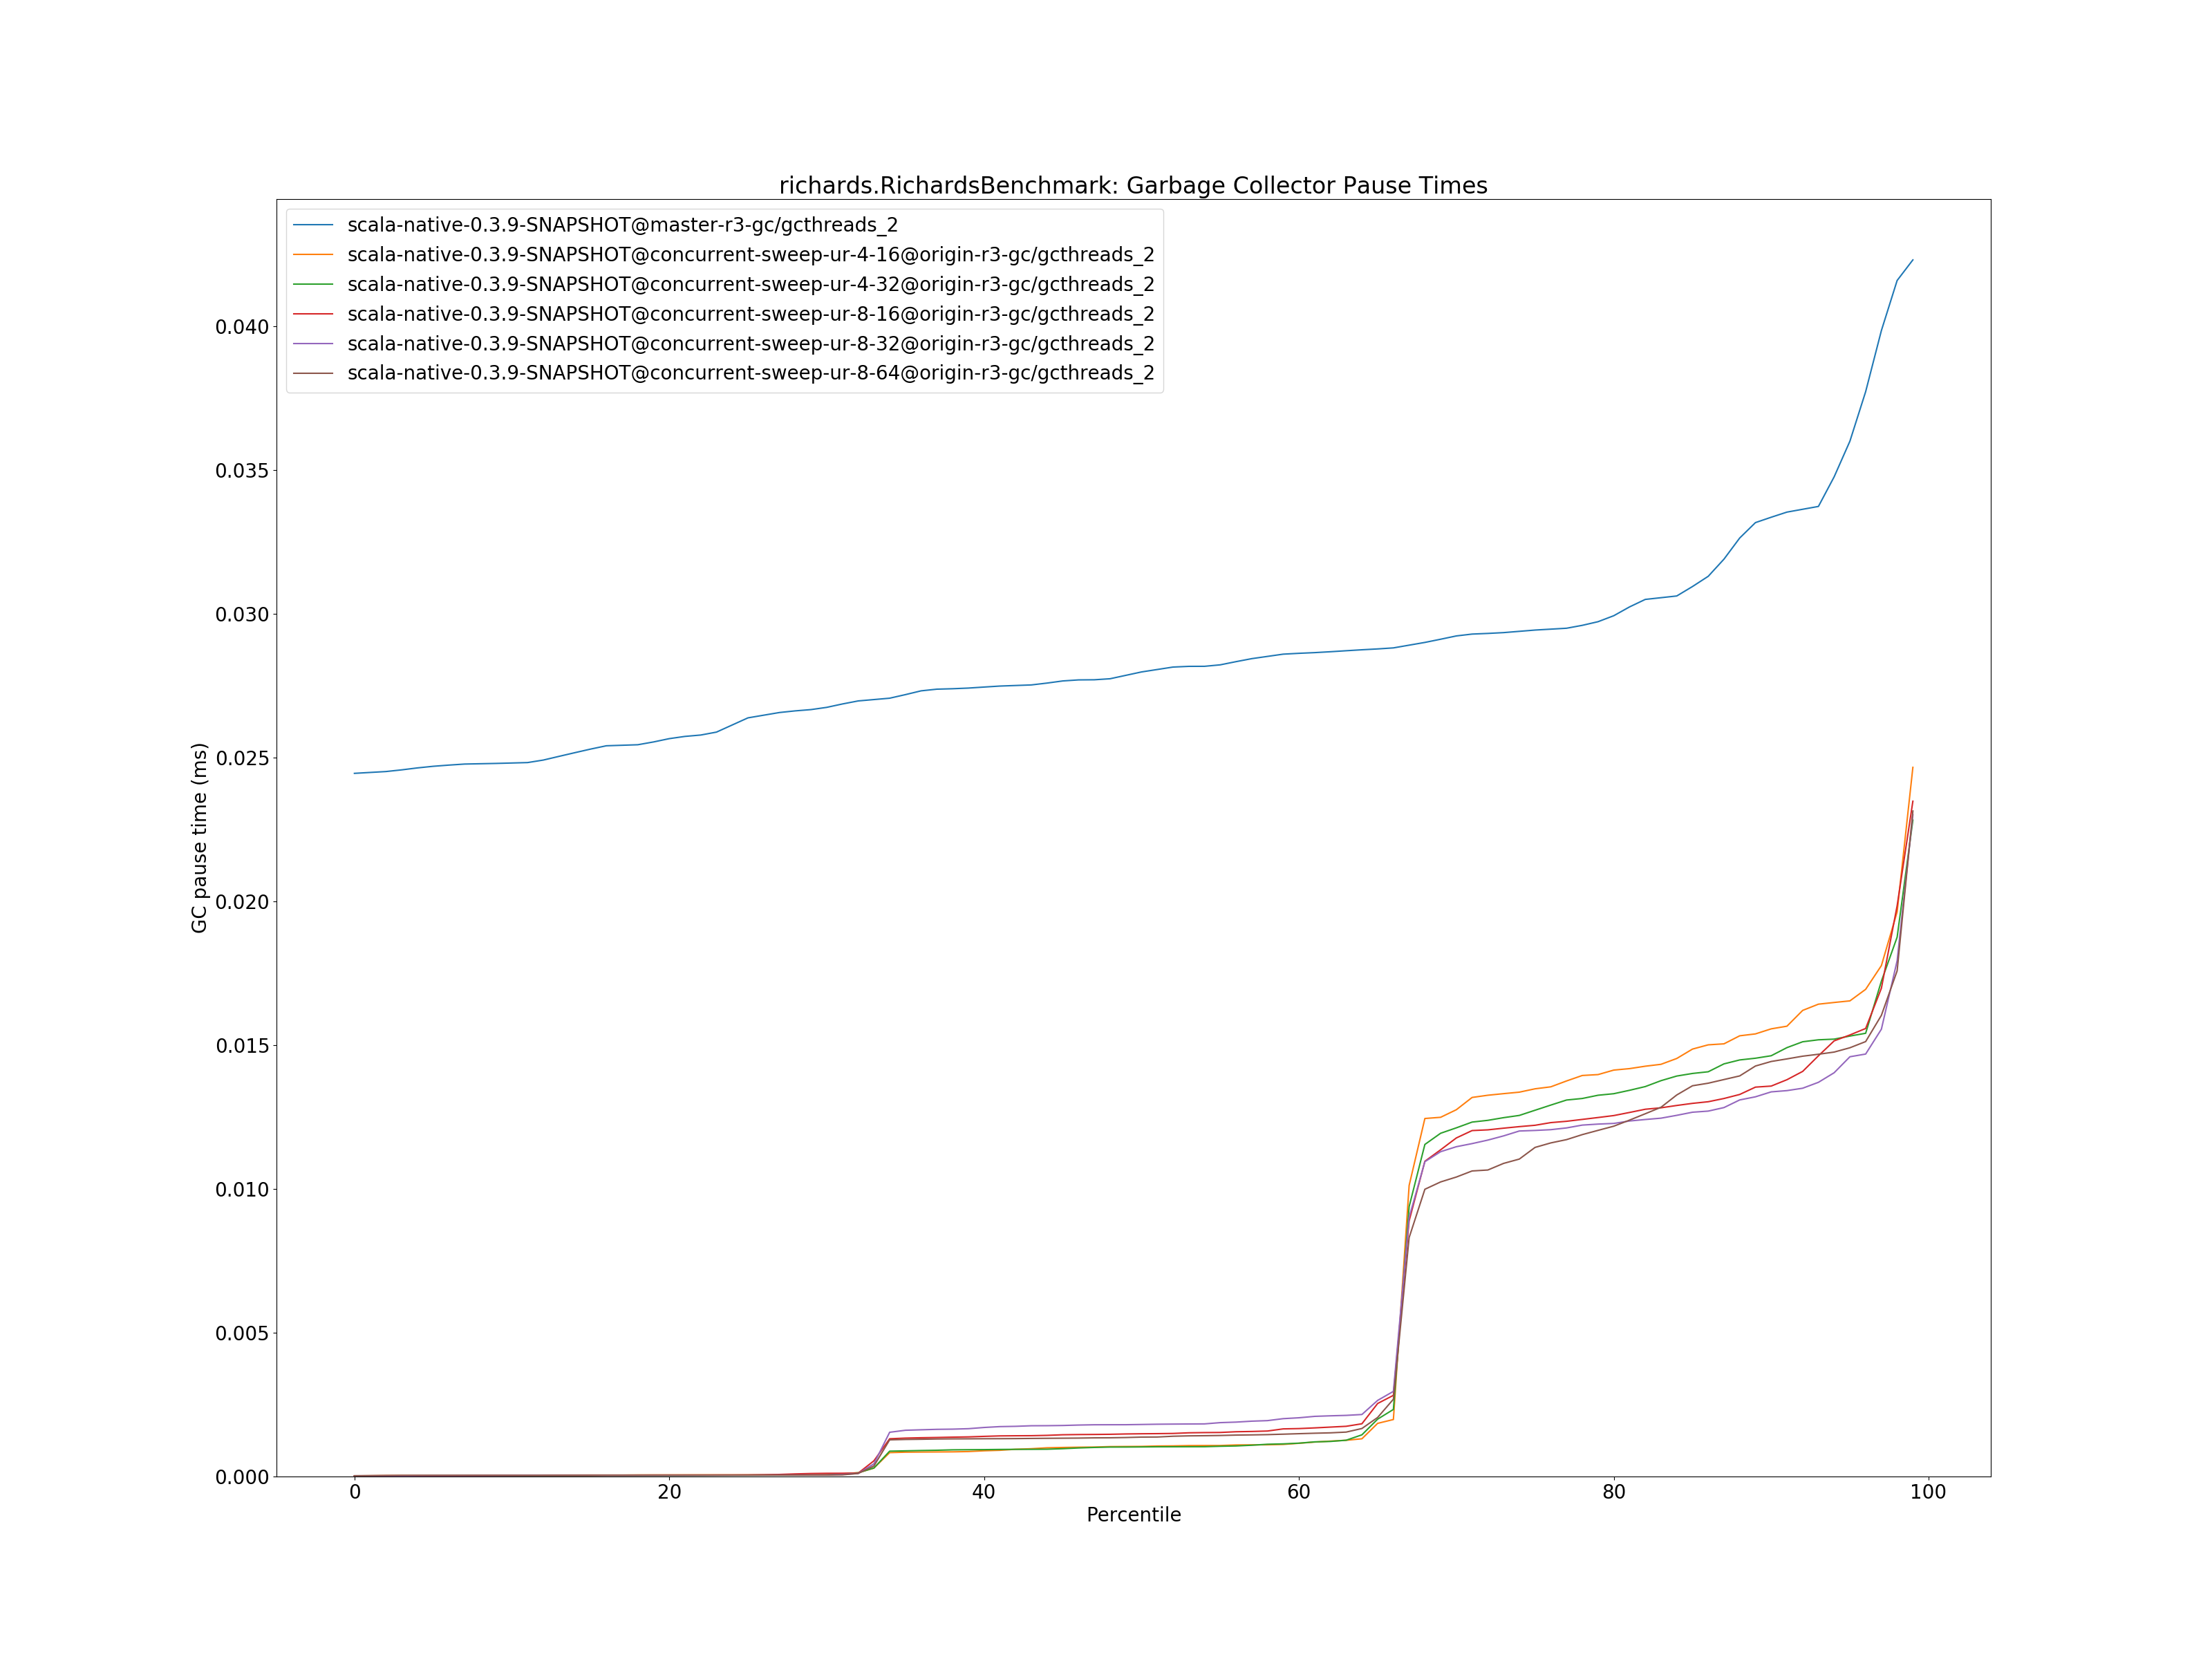 richards.RichardsBenchmark: Garbage Collector Pause Times
scala-native-0.3.9-SNAPSHOT@master-r3-gc/gcthreads_2
scala-native-0.3.9-SNAPSHOT@concurrent-sweep-ur-4-16@origin-r3-gc/gcthreads_2
scala-native-0.3.9-SNAPSHOT@concurrent-sweep-ur-4-32@origin-r3-gc/gcthreads_2
scala-native-0.3.9-SNAPSHOT@concurrent-sweep-ur-8-16@origin-r3-gc/gcthreads_2
scala-native-0.3.9-SNAPSHOT@concurrent-sweep-ur-8-32@origin-r3-gc/gcthreads_2
scala-native-0.3.9-SNAPSHOT@concurrent-sweep-ur-8-64@origin-r3-gc/gcthreads_2
0.040
0.035
0.030
0.025
0.020
0.015
0.010
0.005
0.000
GC pause time (ms)
0 20 40 60 80 100
Percentile